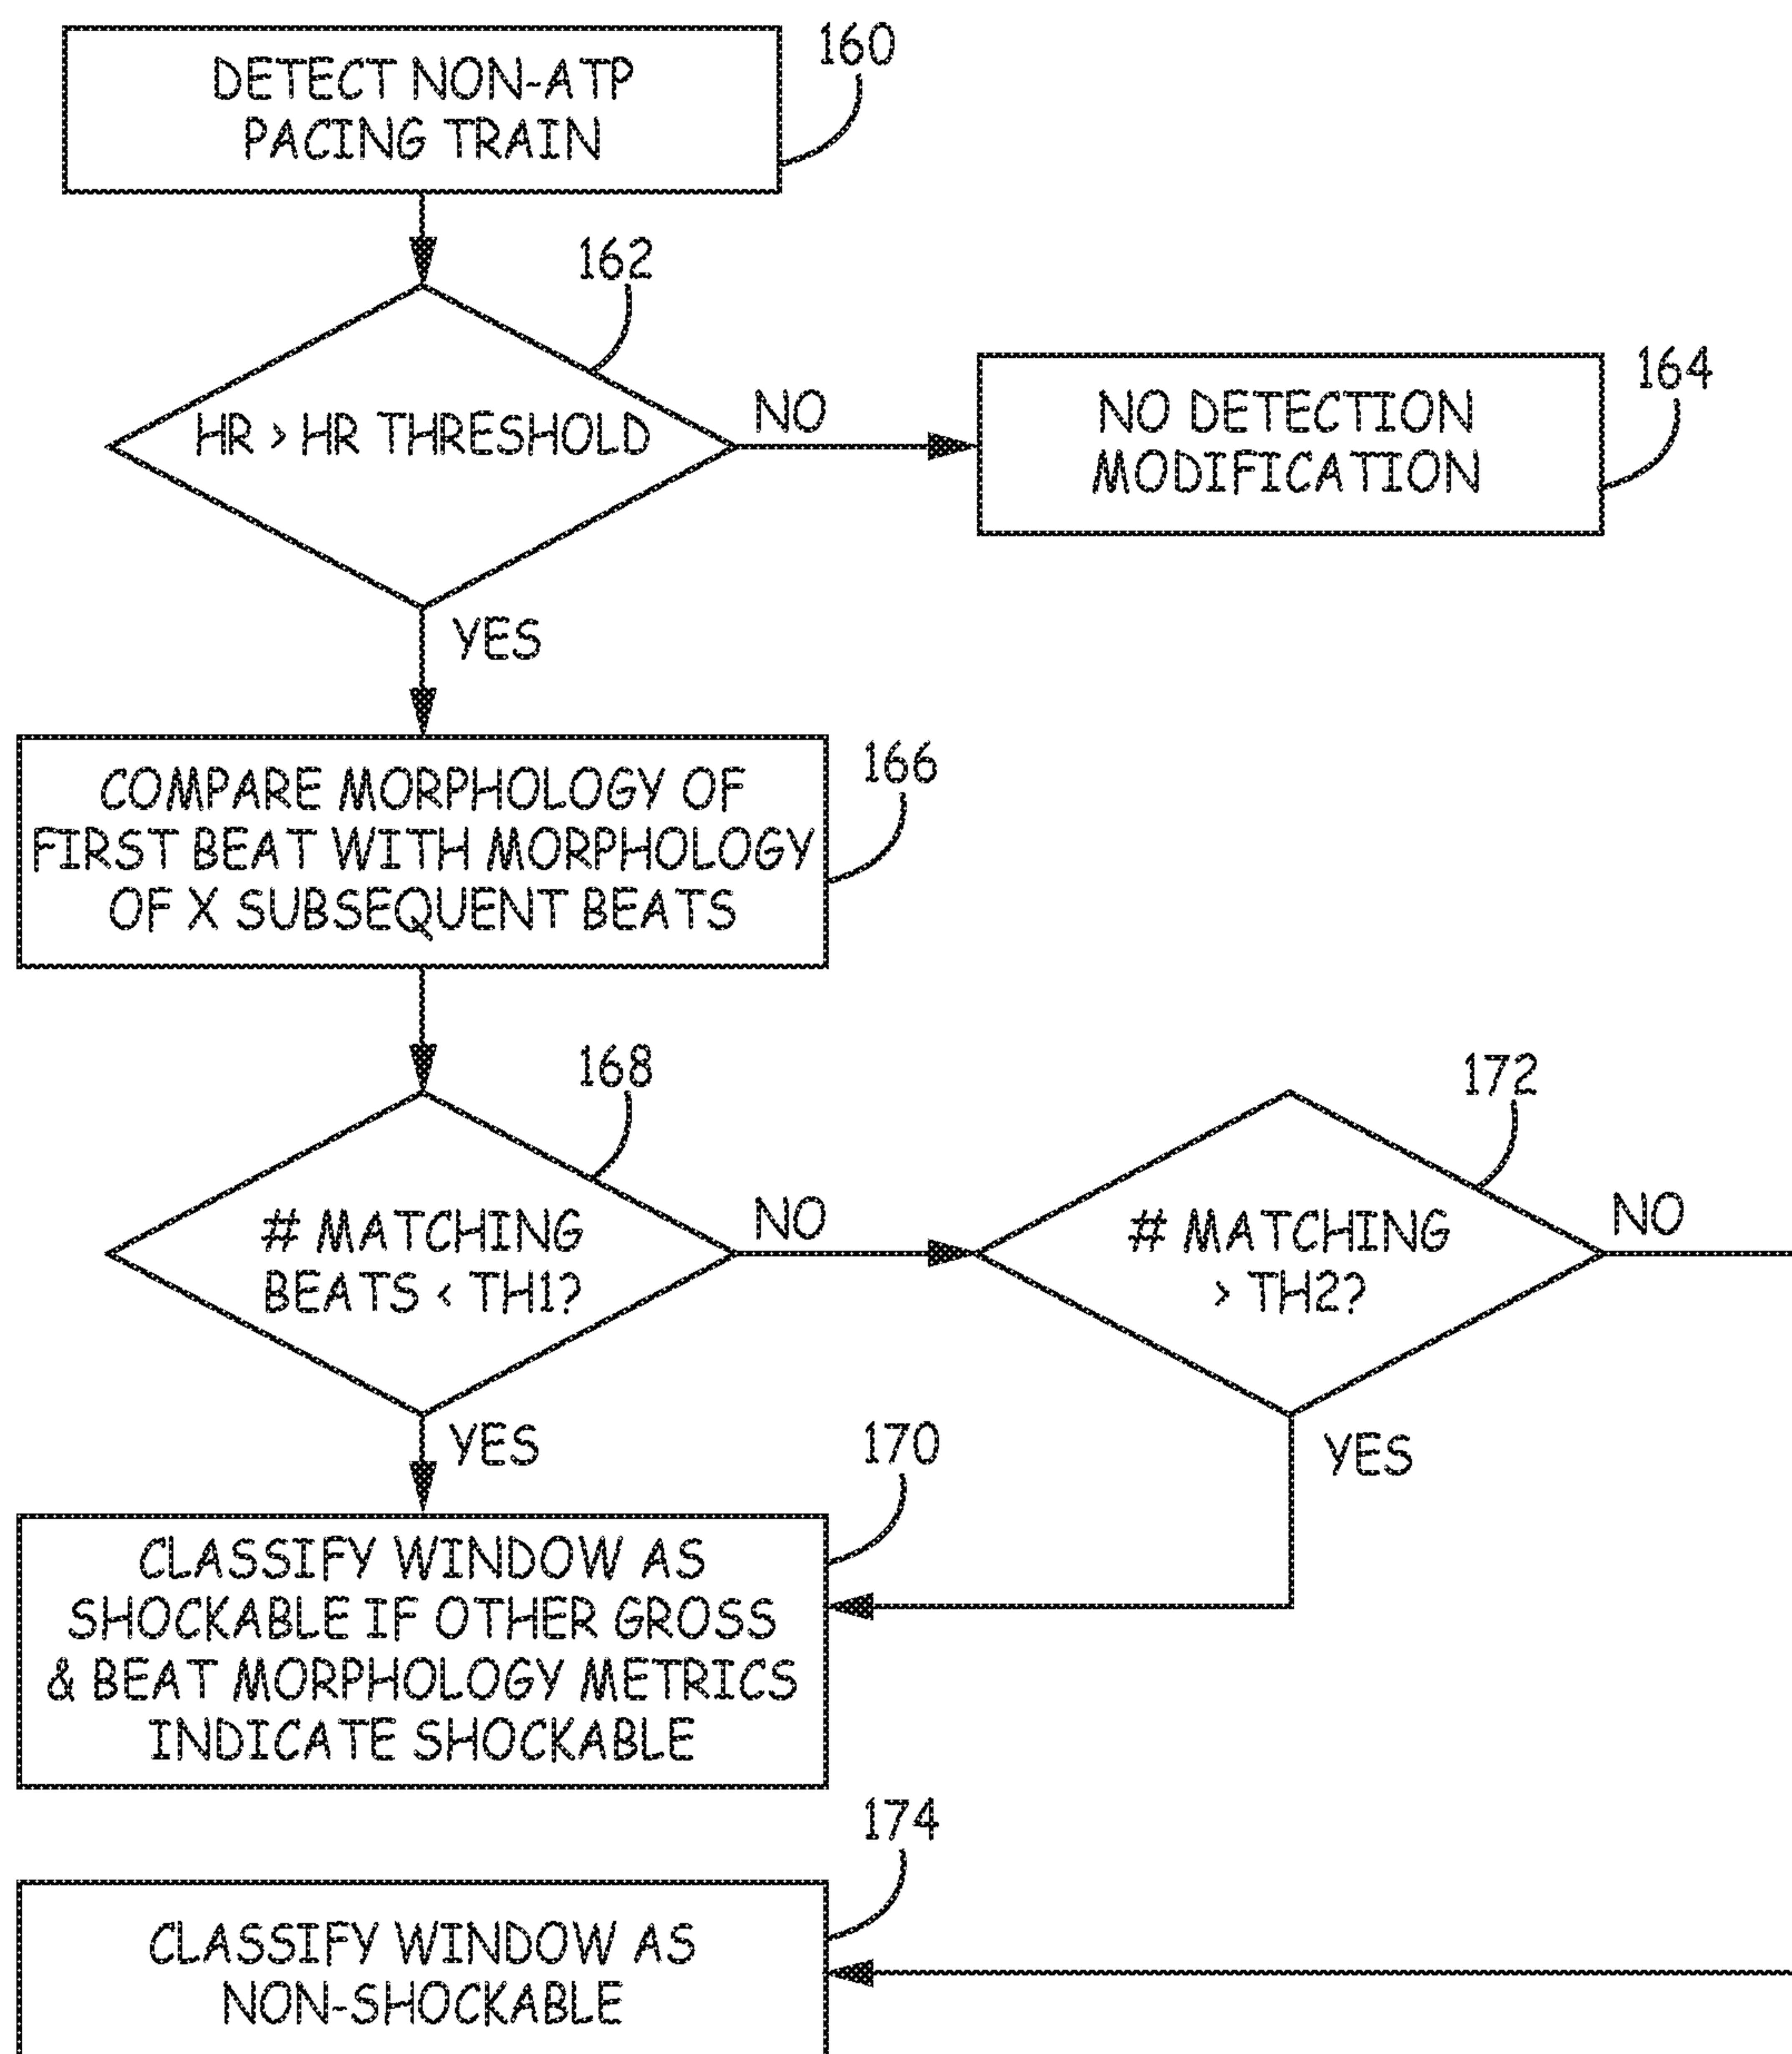 DETECT NON-ATP
PACING TRAIN
160
162
HR > HR THRESHOLD
NO
NO DETECTION
MODIFICATION
164
YES
COMPARE MORPHOLOGY OF
FIRST BEAT WITH MORPHOLOGY
OF X SUBSEQUENT BEATS
166
168
# MATCHING
BEATS < TH1?
NO
172
# MATCHING
> TH2?
NO
YES
YES
170
CLASSIFY WINDOW AS
SHOCKABLE IF OTHER GROSS
& BEAT MORPHOLOGY METRICS
INDICATE SHOCKABLE
174
CLASSIFY WINDOW AS
NON-SHOCKABLE